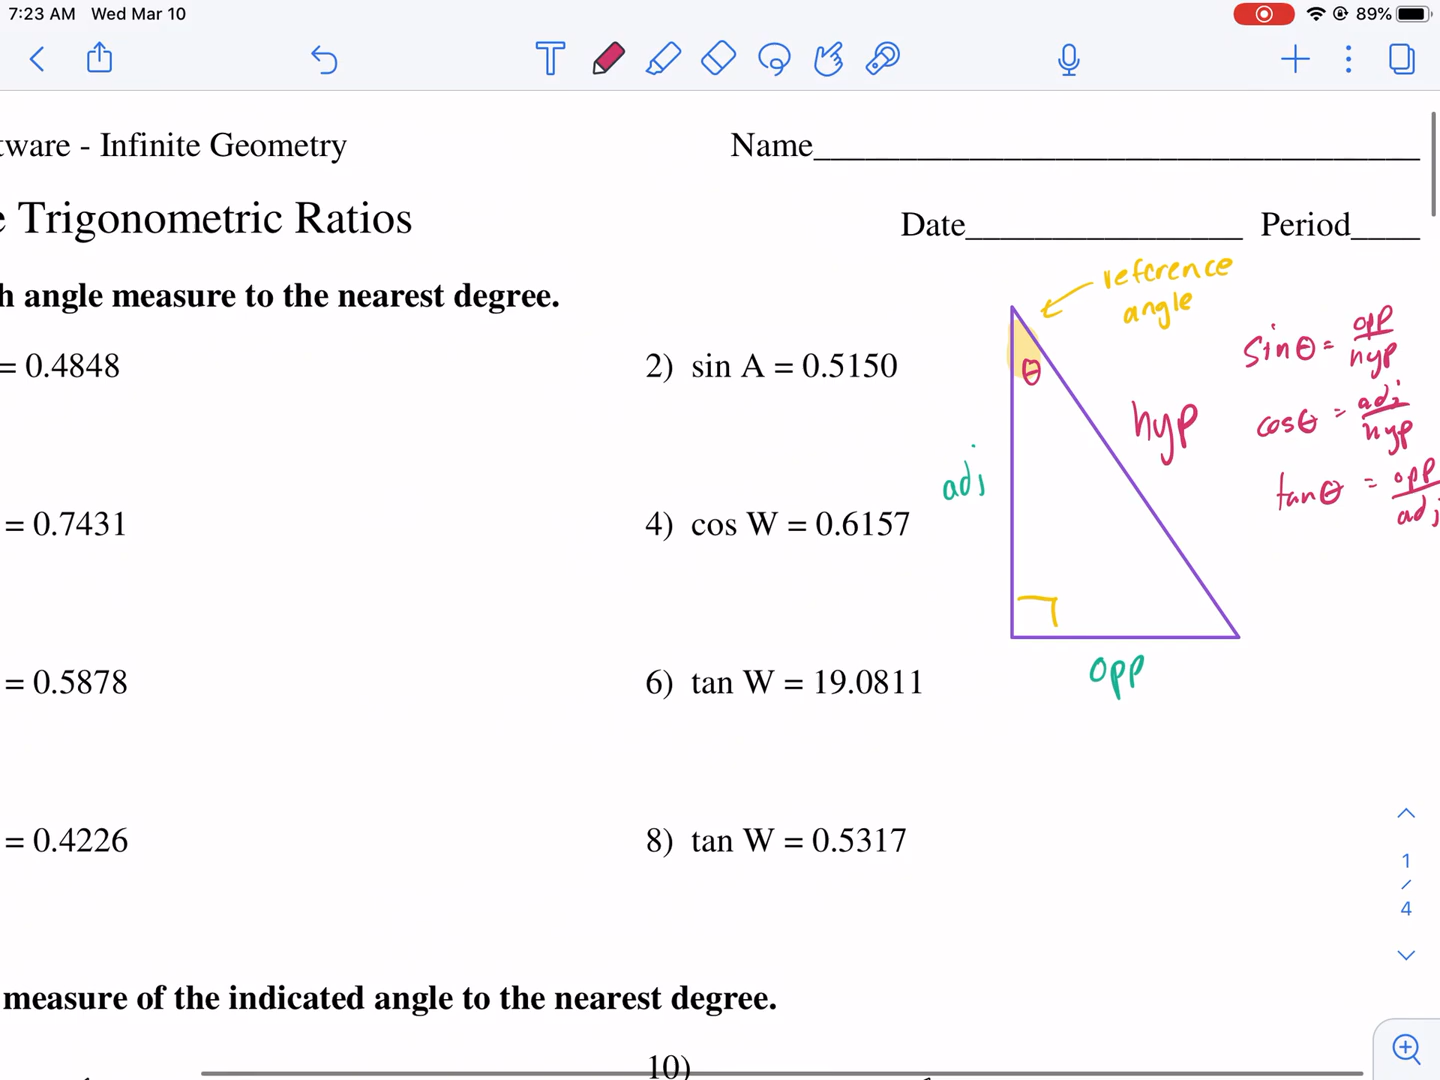 7:23 AM Wed Mar 10
89%
tware - Infinite Geometry
Name
e Trigonometric Ratios
Date Period
h angle measure to the nearest degree.
reference
angle
= 0.4848
2) sin A = 0.5150
θ
sinθ = opp/hyp
hyp
cosθ = adj/hyp
adj
tanθ = opp/adj
= 0.7431
4) cos W = 0.6157
= 0.5878
6) tan W = 19.0811
opp
= 0.4226
8) tan W = 0.5317
1
/
4
measure of the indicated angle to the nearest degree.
10)